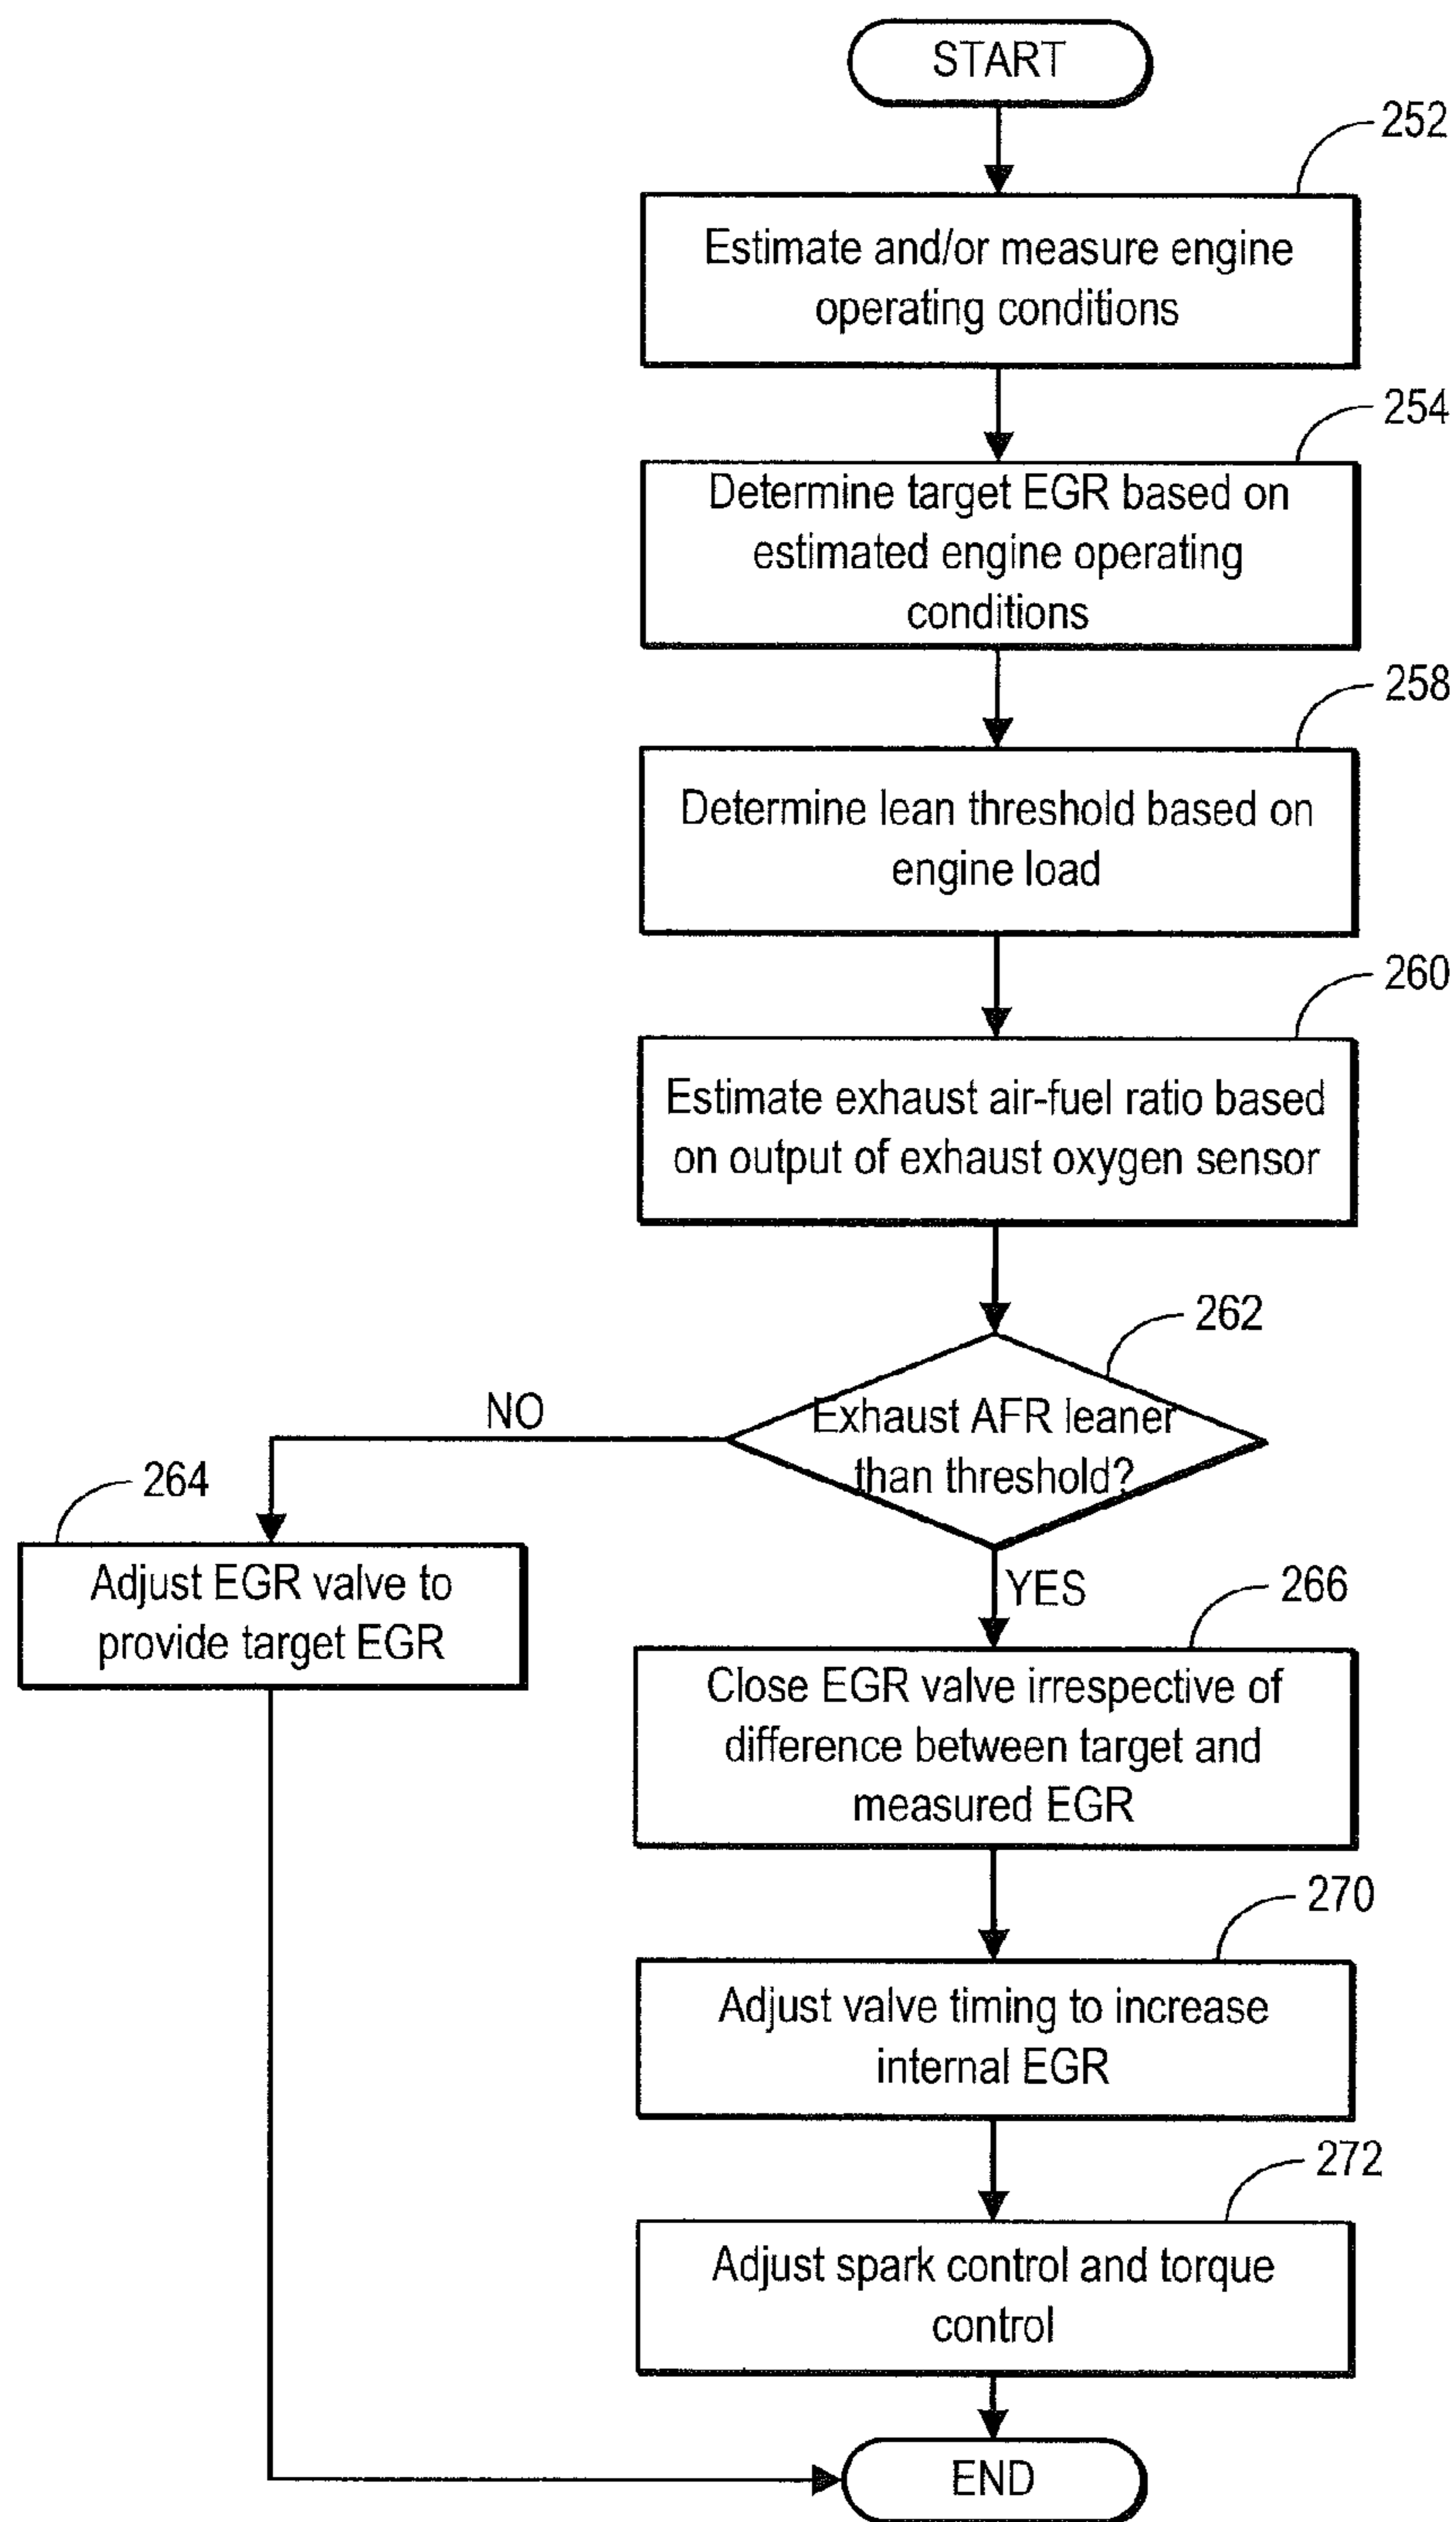 START
252
Estimate and/or measure engine
operating conditions
254
Determine target EGR based on
estimated engine operating
conditions
258
Determine lean threshold based on
engine load
260
Estimate exhaust air-fuel ratio based
on output of exhaust oxygen sensor
262
Exhaust AFR leaner
than threshold?
NO
264
Adjust EGR valve to
provide target EGR
YES
266
Close EGR valve irrespective of
difference between target and
measured EGR
270
Adjust valve timing to increase
internal EGR
272
Adjust spark control and torque
control
END